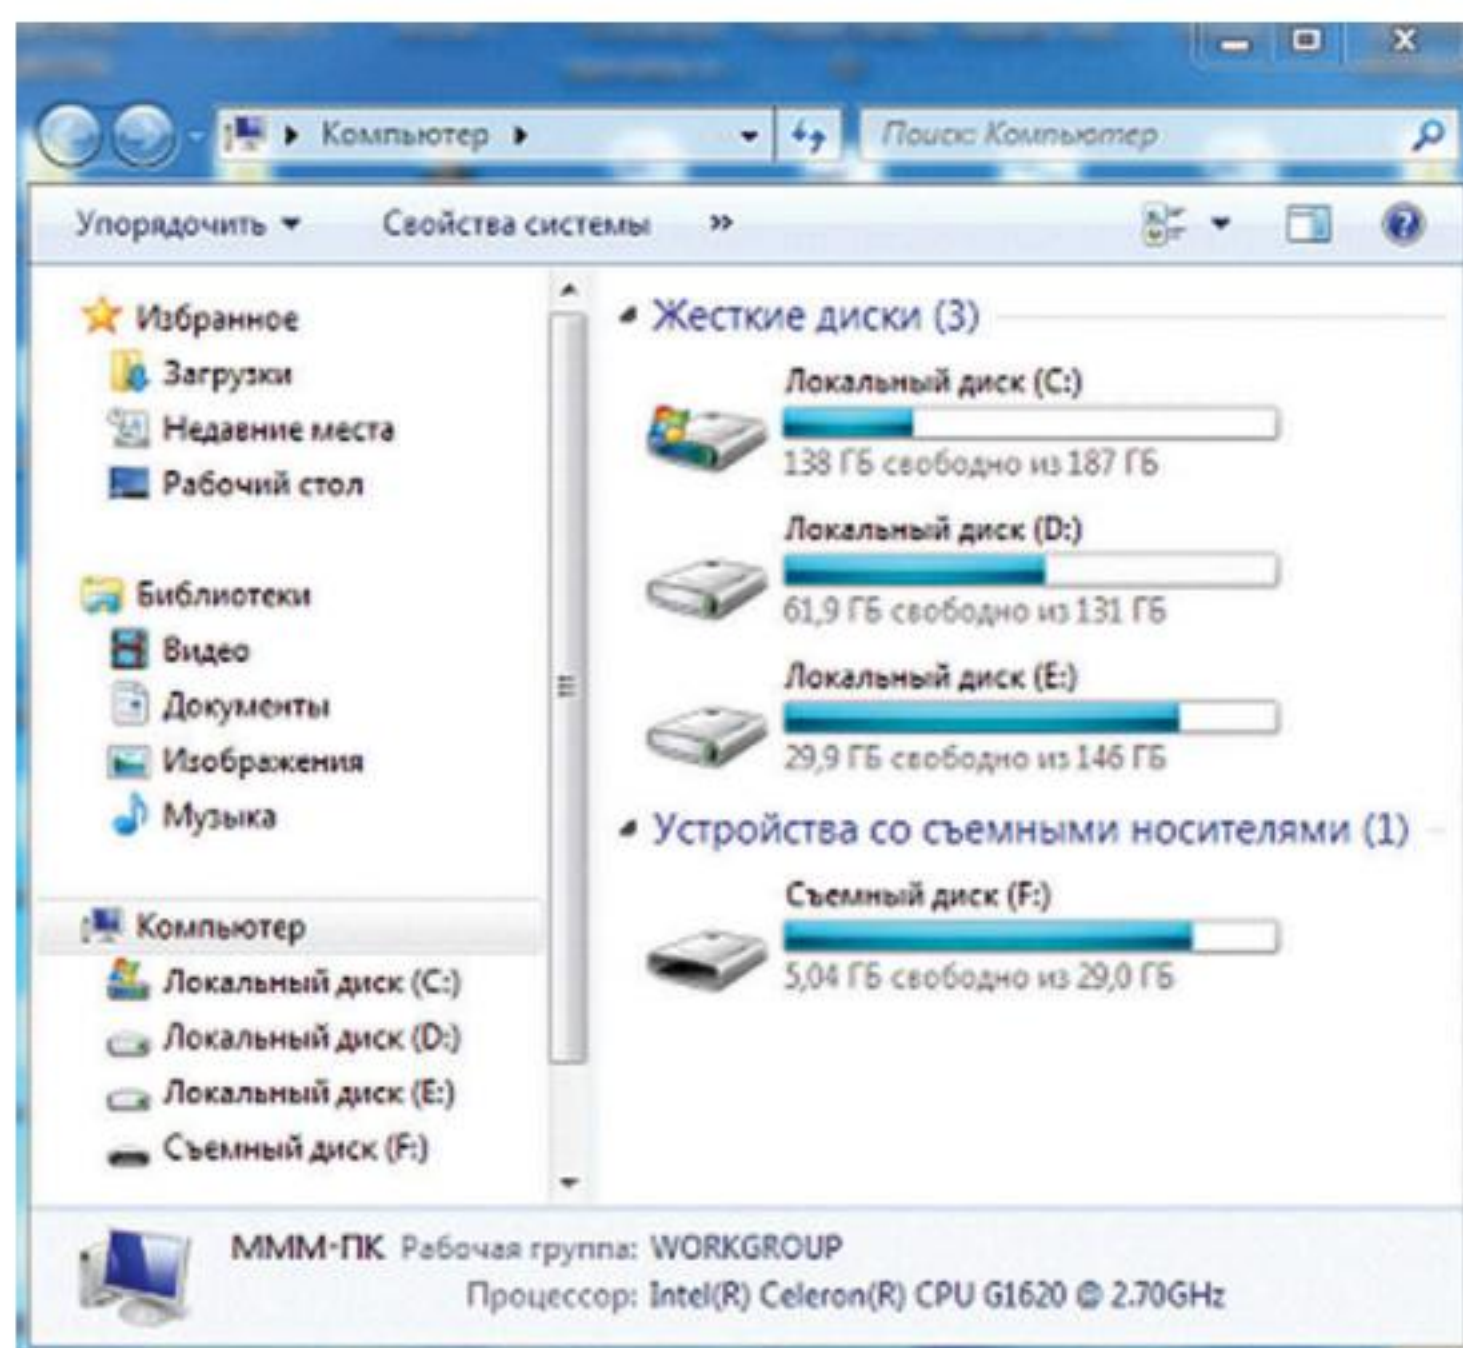 Компьютер
Поиск: Компьютер
Упорядочить
Свойства системы
»
Избранное
Загрузки
Недавние места
Рабочий стол
Библиотеки
Видео
Документы
Изображения
Музыка
Компьютер
Локальный диск (C:)
Локальный диск (D:)
Локальный диск (E:)
Съемный диск (F:)
Жесткие диски (3)
Локальный диск (C:)
138 ГБ свободно из 187 ГБ
Локальный диск (D:)
61,9 ГБ свободно из 131 ГБ
Локальный диск (E:)
29,9 ГБ свободно из 146 ГБ
Устройства со съемными носителями (1)
Съемный диск (F:)
5,04 ГБ свободно из 29,0 ГБ
МММ-ПК Рабочая группа: WORKGROUP
Процессор: Intel(R) Celeron(R) CPU G1620 @ 2.70GHz